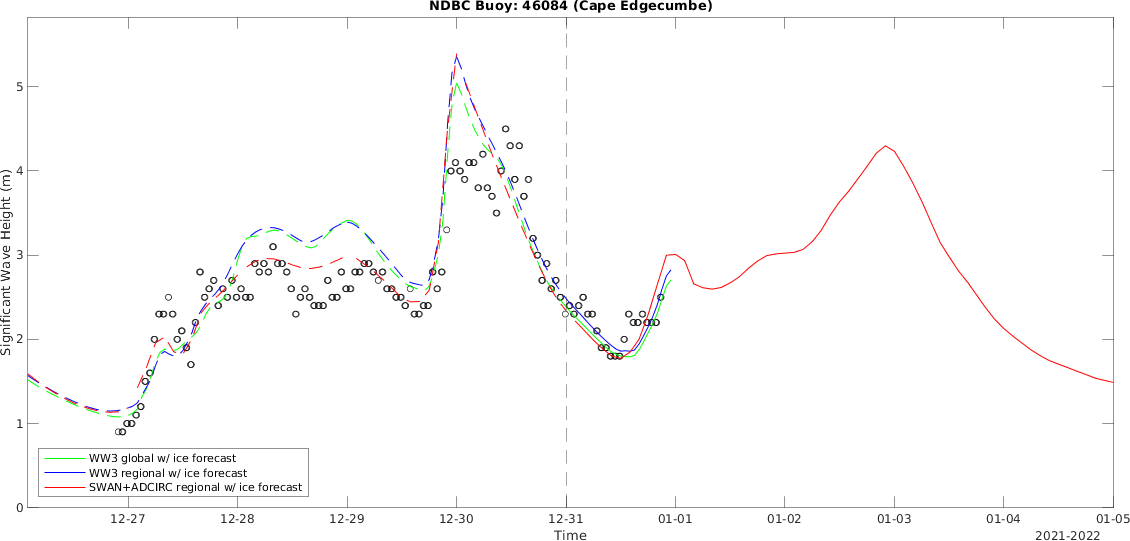 NDBC Buoy: 46084 (Cape Edgecumbe)
Significant Wave Height (m)
5
4
3
2
1
0
WW3 global w/ ice forecast
WW3 regional w/ ice forecast
SWAN+ADCIRC regional w/ ice forecast
12-27 12-28 12-29 12-30 12-31 01-01 01-02 01-03 01-04 01-05
Time
2021-2022